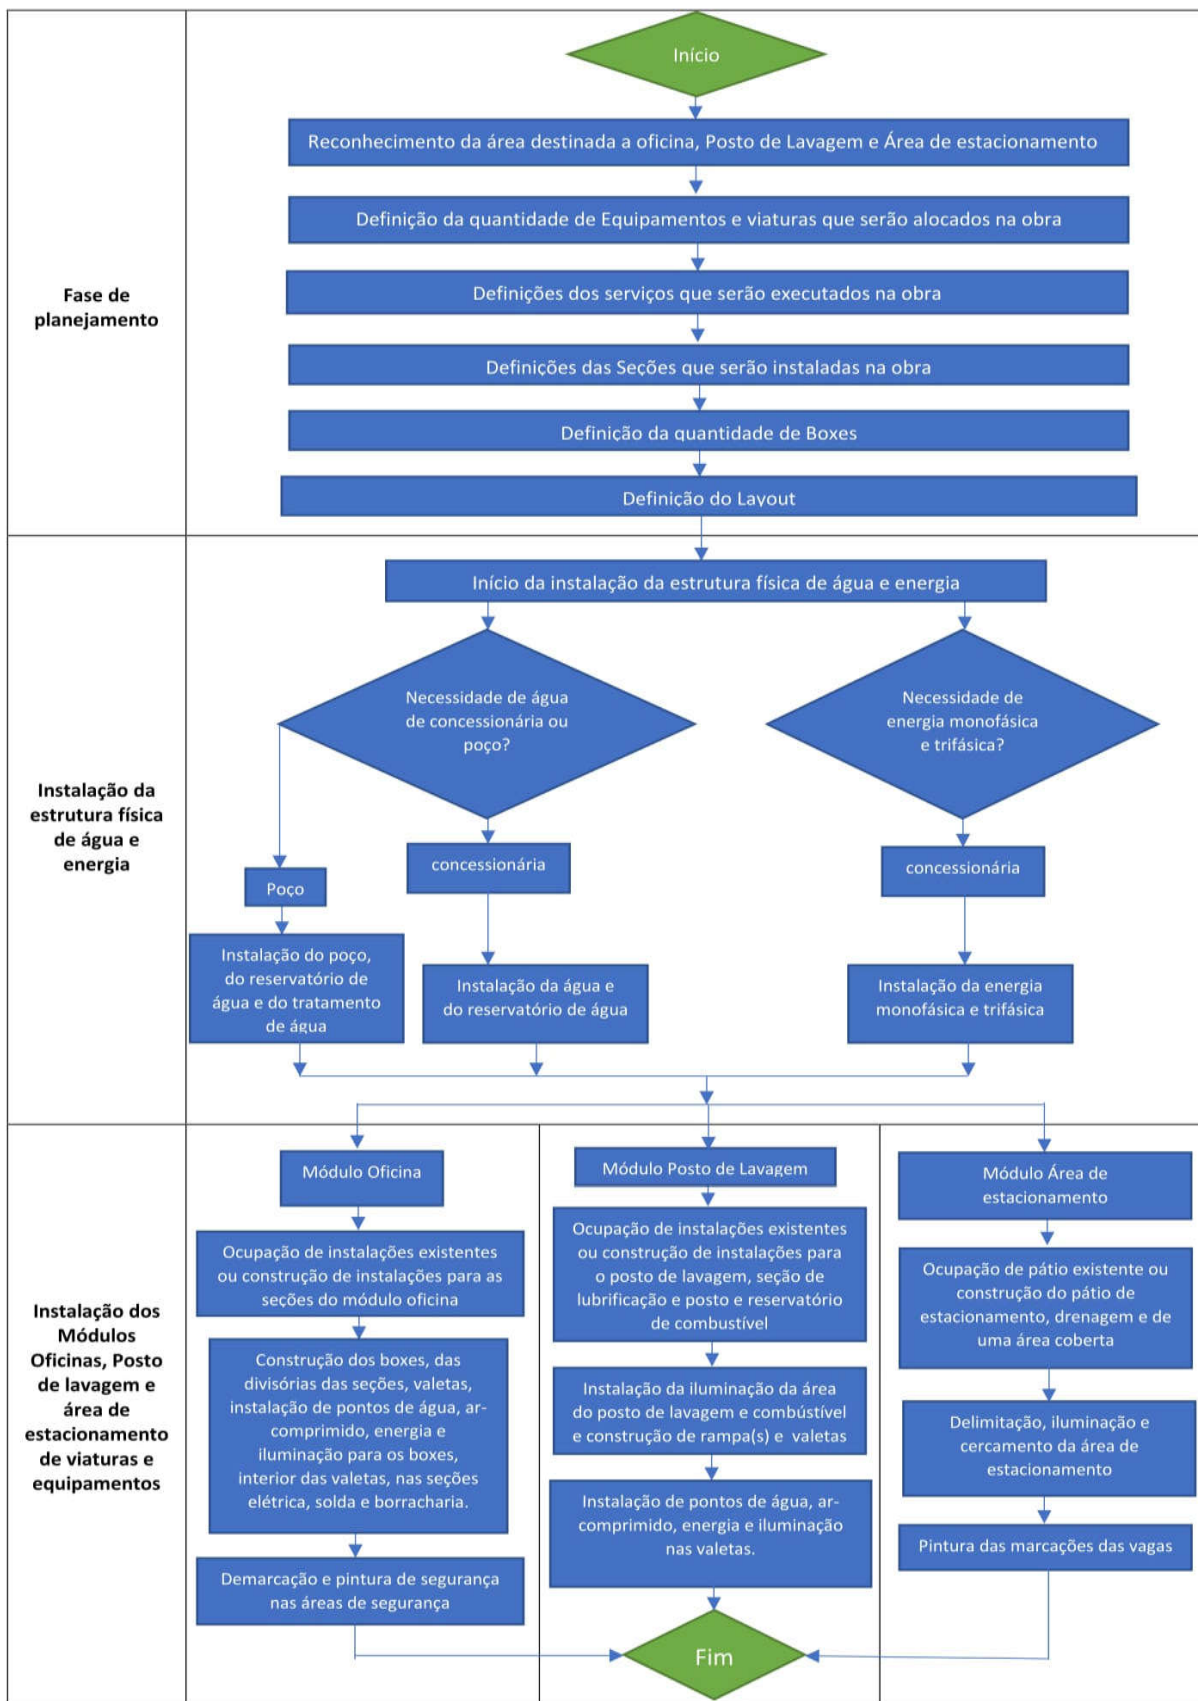 Início
Reconhecimento da área destinada a oficina, Posto de Lavagem e Área de estacionamento
Definição da quantidade de Equipamentos e viaturas que serão alocados na obra
Fase de
planejamento
Definições dos serviços que serão executados na obra
Definições das Seções que serão instaladas na obra
Definição da quantidade de Boxes
Definição do Layout
Início da instalação da estrutura física de água e energia
Necessidade de água
de concessionária ou
poço?
Necessidade de
energia monofásica
e trifásica?
Instalação da
estrutura física
de água e
energia
Poço
concessionária
concessionária
Instalação do poço,
do reservatório de
água e do tratamento
de água
Instalação da água e
do reservatório de água
Instalação da energia
monofásica e trifásica
Instalação dos
Módulos
Oficinas, Posto
de lavagem e
área de
estacionamento
de viaturas e
equipamentos
Módulo Oficina
Ocupação de instalações existentes
ou construção de instalações para as
seções do módulo oficina
Construção dos boxes, das
divisórias das seções, valetas,
instalação de pontos de água, ar-
comprimido, energia e
iluminação para os boxes,
interior das valetas, nas seções
elétrica, solda e borracharia.
Demarcação e pintura de segurança
nas áreas de segurança
Módulo Posto de Lavagem
Ocupação de instalações existentes
ou construção de instalações para
o posto de lavagem, seção de
lubrificação e posto e reservatório
de combustível
Instalação da iluminação da área
do posto de lavagem e combústível
e construção de rampa(s) e valetas
Instalação de pontos de água, ar-
comprimido, energia e iluminação
nas valetas.
Módulo Área de
estacionamento
Ocupação de pátio existente ou
construção do pátio de
estacionamento, drenagem e de
uma área coberta
Delimitação, iluminação e
cercamento da área de
estacionamento
Pintura das marcações das vagas
Fim